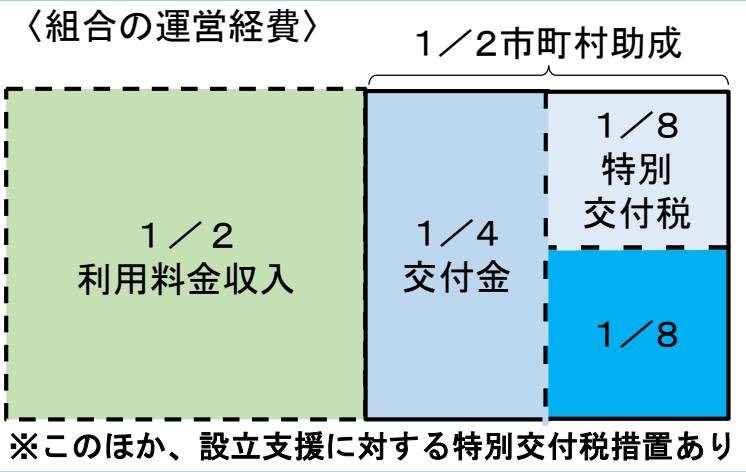 〈組合の運営経費〉
1/2市町村助成
1/2
利用料金収入
1/4
交付金
1/8
特別
交付税
1/8
※このほか、設立支援に対する特別交付税措置あり